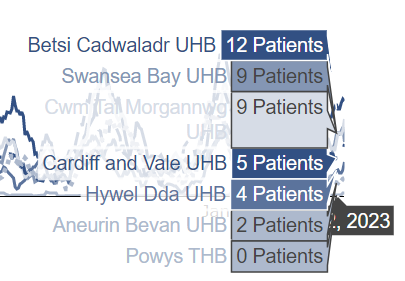 Betsi Cadwaladr UHB 12 Patients
Swansea Bay UHB 9 Patients
Cwm Taf Morgannwg 9 Patients
UHB
Cardiff and Vale UHB 5 Patients
Hywel Dda UHB 4 Patients
Aneurin Bevan UHB 2 Patients
2023
Powys THB 0 Patients